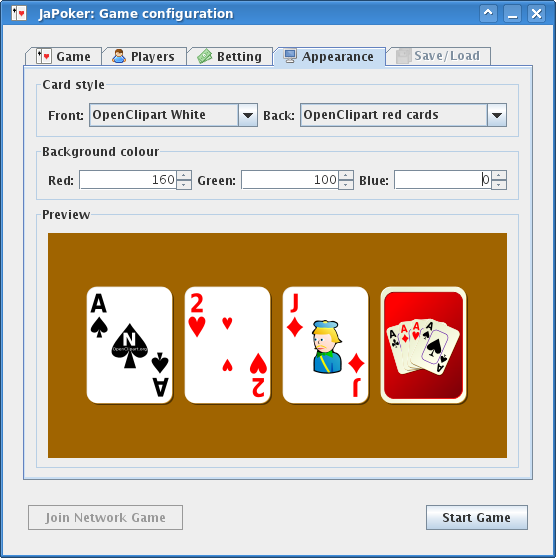 JaPoker: Game configuration
Game Players Betting Appearance Save/Load
Card style
Front: OpenClipart White Back: OpenClipart red cards
Background colour
Red: 160 Green: 100 Blue: 0
Preview
A 2 J
N
OpenClipart.org
A 2 J
A A A A
A
Join Network Game Start Game